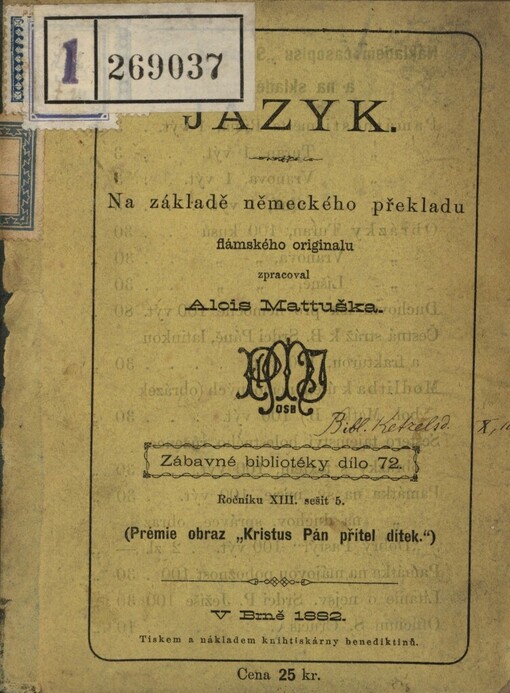 1 269037
JAZYK.
Na základě německého překladu
flámského originalu
zpracoval
Alois Mattuška.
OSB
Bibl. Ketzelsd.
X,
Zábavné bibliotéky dílo 72.
Ročníku XIII. sešit 5.
(Prémie obraz „Kristus Pán přítel dítek.“)
V Brně 1882.
Tiskem a nákladem knihtiskárny benediktinů.
Cena 25 kr.